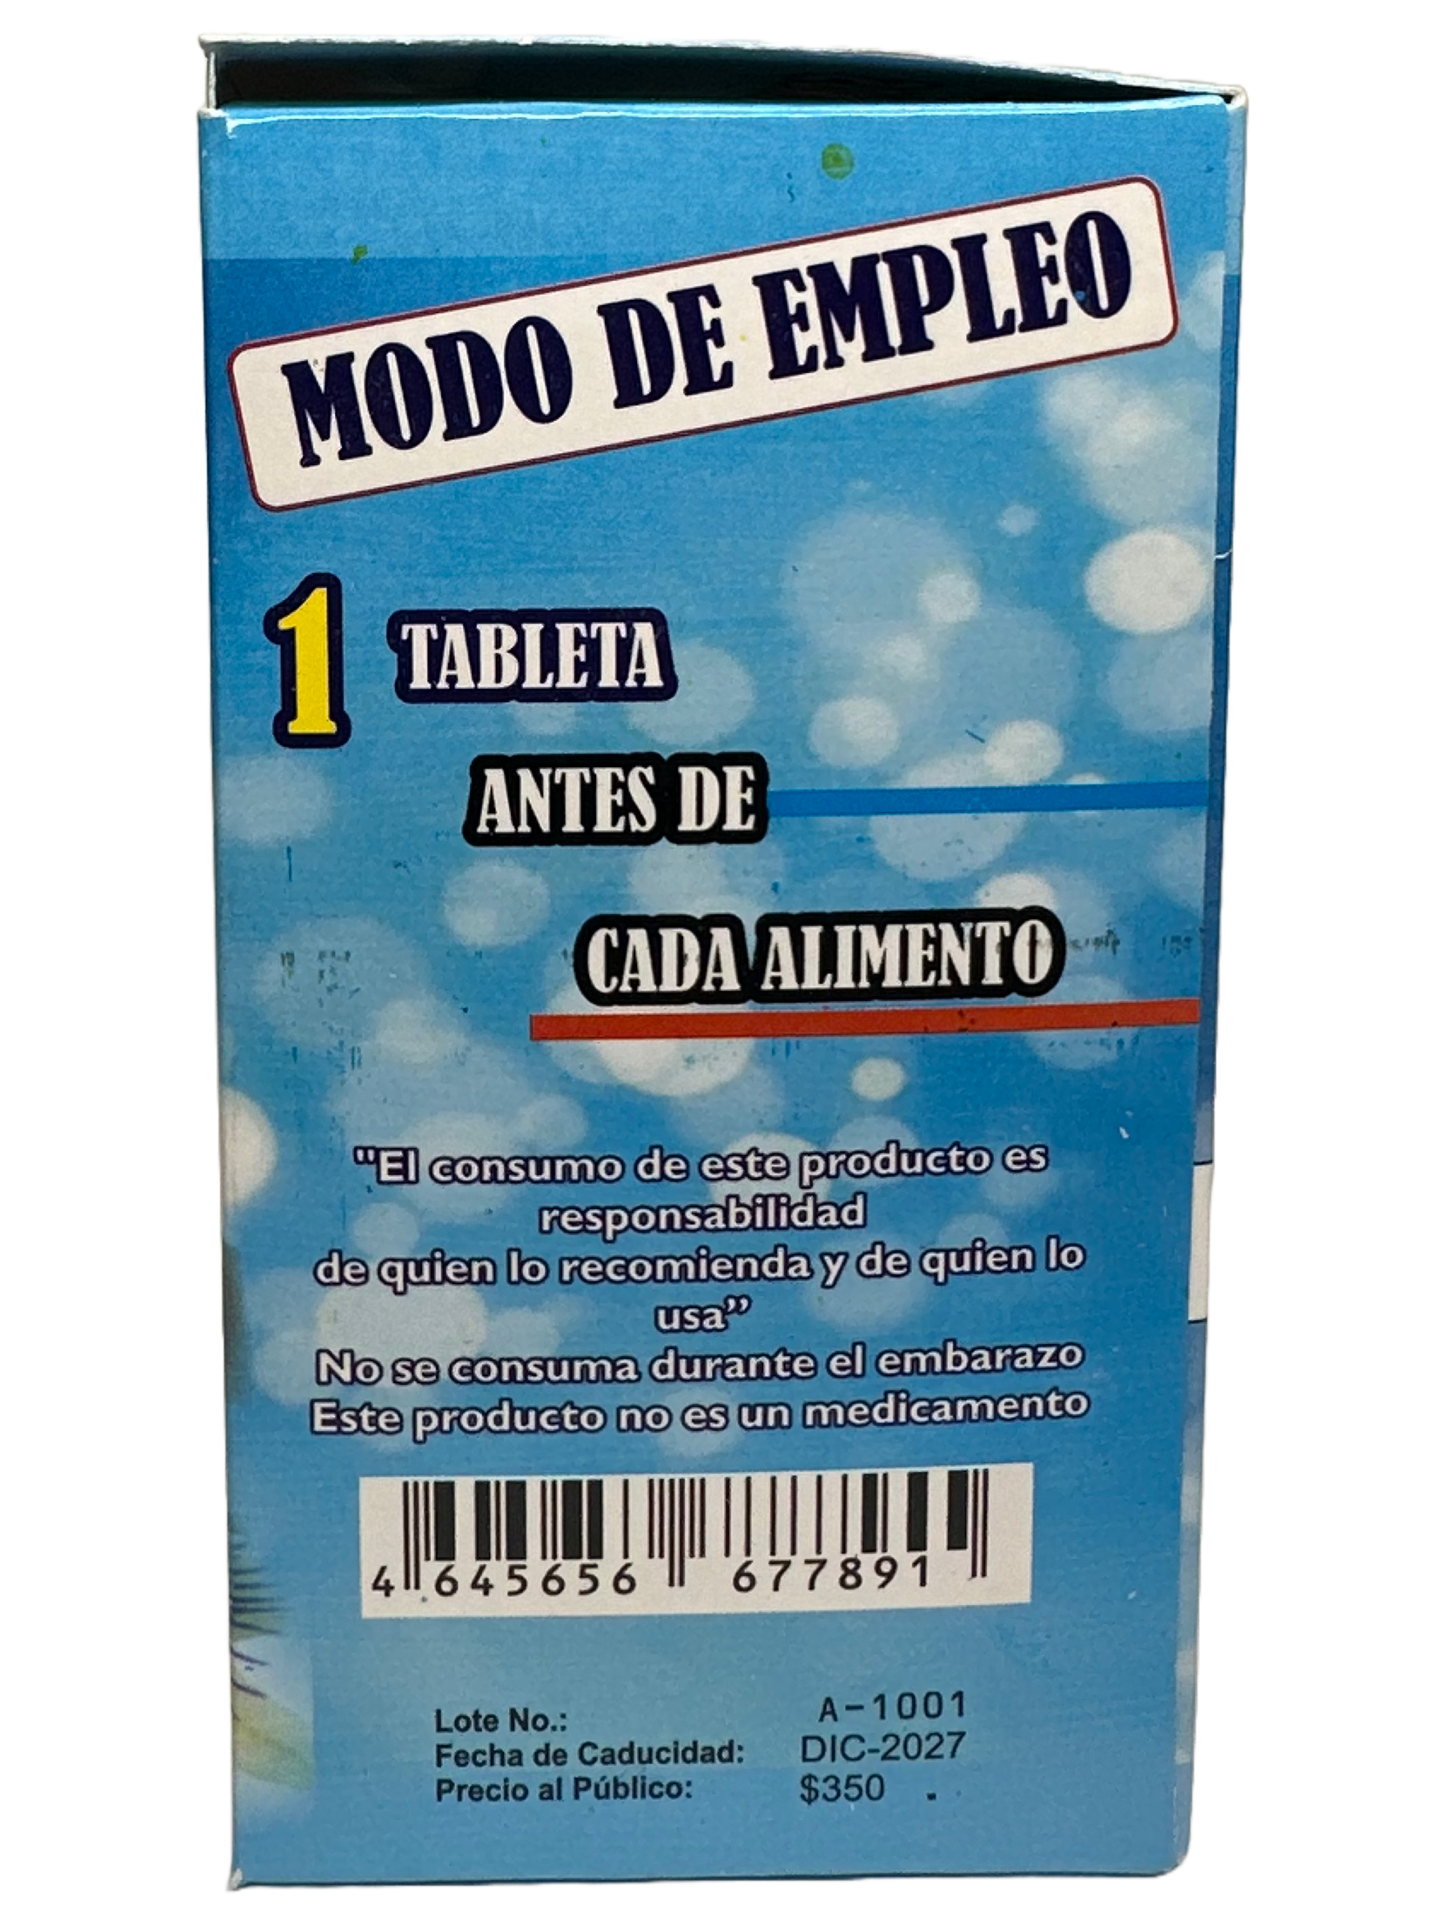 MODO DE EMPLEO
1 TABLETA
ANTES DE
CADA ALIMENTO
"El consumo de este producto es
responsabilidad
de quien lo recomienda y de quien lo
usa”
No se consuma durante el embarazo
Este producto no es un medicamento
4 645656 677891
Lote No.: A-1001
Fecha de Caducidad: DIC-2027
Precio al Público: $350